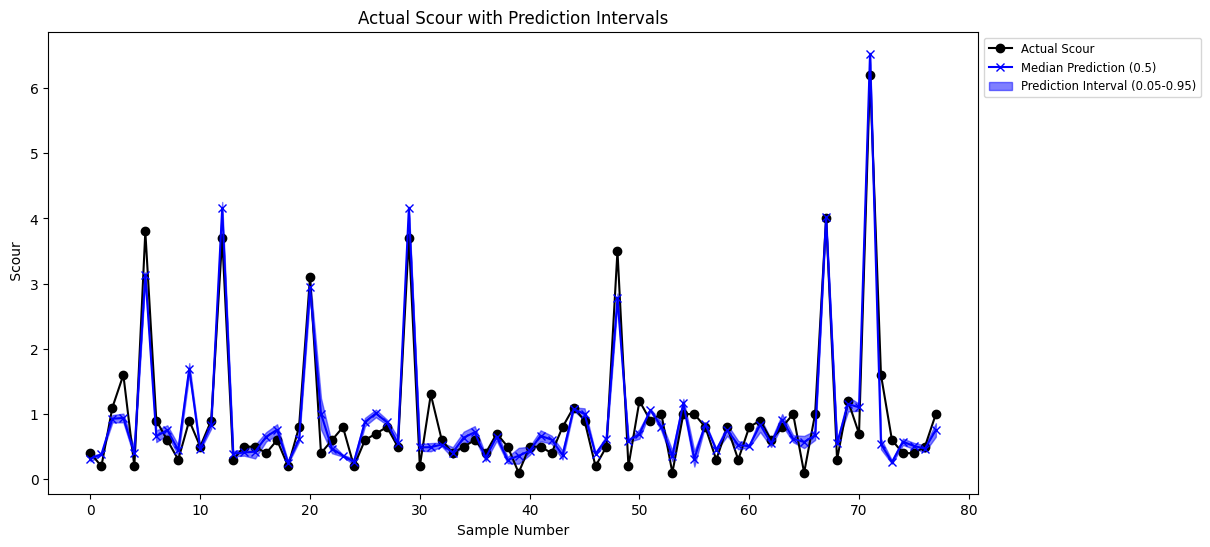 Actual Scour with Prediction Intervals
Actual Scour
Median Prediction (0.5)
Prediction Interval (0.05-0.95)
Scour
6
5
4
3
2
1
0
0 10 20 30 40 50 60 70 80
Sample Number